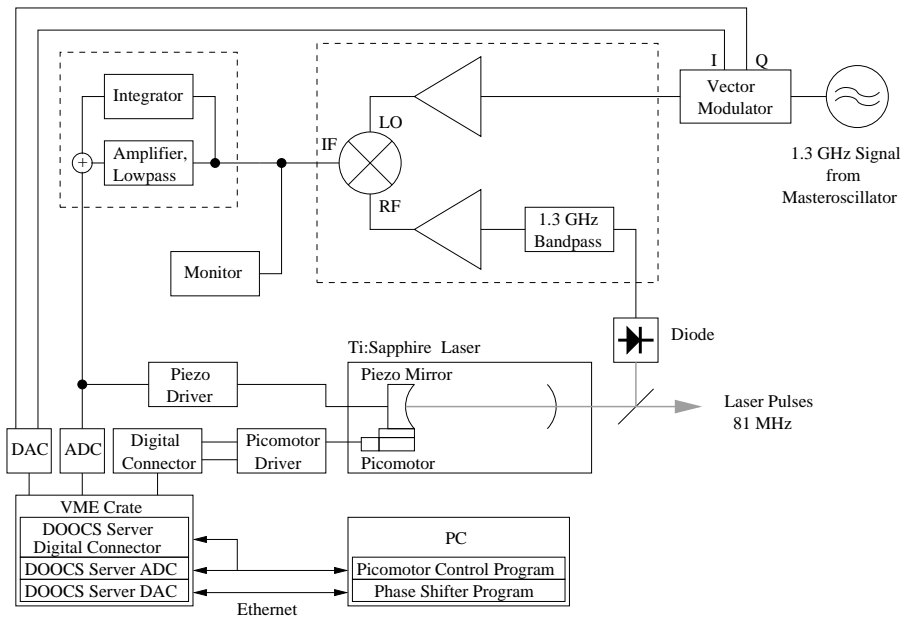 I Q
Vector
Modulator
1.3 GHz Signal
from
Masteroscillator
Integrator
Amplifier,
Lowpass
+
IF
LO
RF
1.3 GHz
Bandpass
Monitor
Diode
Ti:Sapphire Laser
Piezo Mirror
Picomotor
Piezo
Driver
Laser Pulses
81 MHz
DAC
ADC
Digital
Connector
Picomotor
Driver
VME Crate
DOOCS Server
Digital Connector
DOOCS Server ADC
DOOCS Server DAC
Ethernet
PC
Picomotor Control Program
Phase Shifter Program